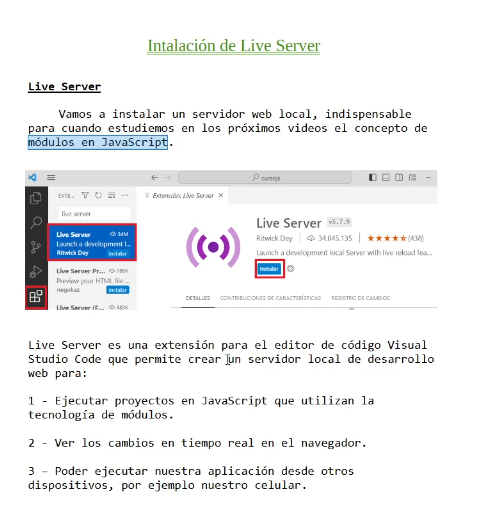 Intalación de Live Server
Live Server
Vamos a instalar un servidor web local, indispensable
para cuando estudiemos en los próximos videos el concepto de
módulos en JavaScript.
cursojs
EXTE...
Extensión: Live Server
live server
Live Server 34M
Launch a development l...
Ritwick Dey Instalar
Live Server Pr... 786K
Preview your HTML file ...
negokaz Instalar
Live Server (F... 485K
Live Server v5.7.9
Ritwick Dey 34.045.135 ★★★★★(438)
Launch a development local Server with live reload fea...
Instalar
DETALLES CONTRIBUCIONES DE CARACTERÍSTICAS REGISTRO DE CAMBIOS
Live Server es una extensión para el editor de código Visual
Studio Code que permite crear un servidor local de desarrollo
web para:
1 - Ejecutar proyectos en JavaScript que utilizan la
tecnología de módulos.
2 - Ver los cambios en tiempo real en el navegador.
3 – Poder ejecutar nuestra aplicación desde otros
dispositivos, por ejemplo nuestro celular.